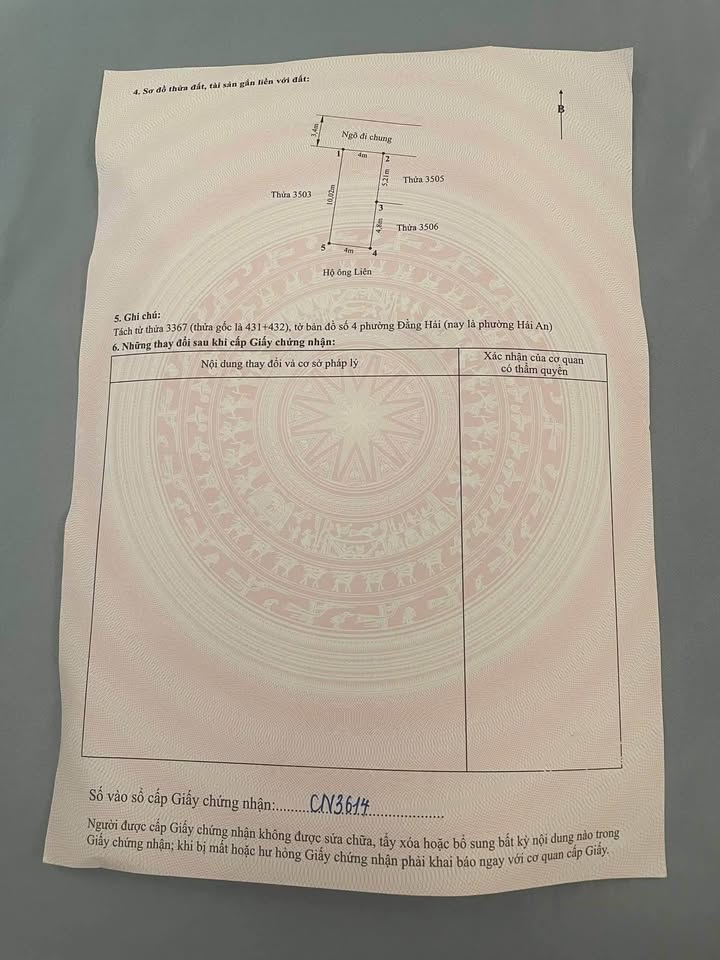 4. Sơ đồ thửa đất, tài sản gắn liền với đất:
B
3,4m
Ngõ đi chung
1
4m
2
5,21m
Thửa 3505
Thửa 3503
10,02m
3
4,8m
Thửa 3506
5
4m
4
Hộ ông Liên
5. Ghi chú:
Tách từ thửa 3367 (thửa gốc là 431+432), tờ bản đồ số 4 phường Đằng Hải (nay là phường Hải An)
6. Những thay đổi sau khi cấp Giấy chứng nhận:
Nội dung thay đổi và cơ sở pháp lý
Xác nhận của cơ quan
có thẩm quyền
Số vào sổ cấp Giấy chứng nhận:.........CN3614....................
Người được cấp Giấy chứng nhận không được sửa chữa, tẩy xóa hoặc bổ sung bất kỳ nội dung nào trong
Giấy chứng nhận; khi bị mất hoặc hư hỏng Giấy chứng nhận phải khai báo ngay với cơ quan cấp Giấy.